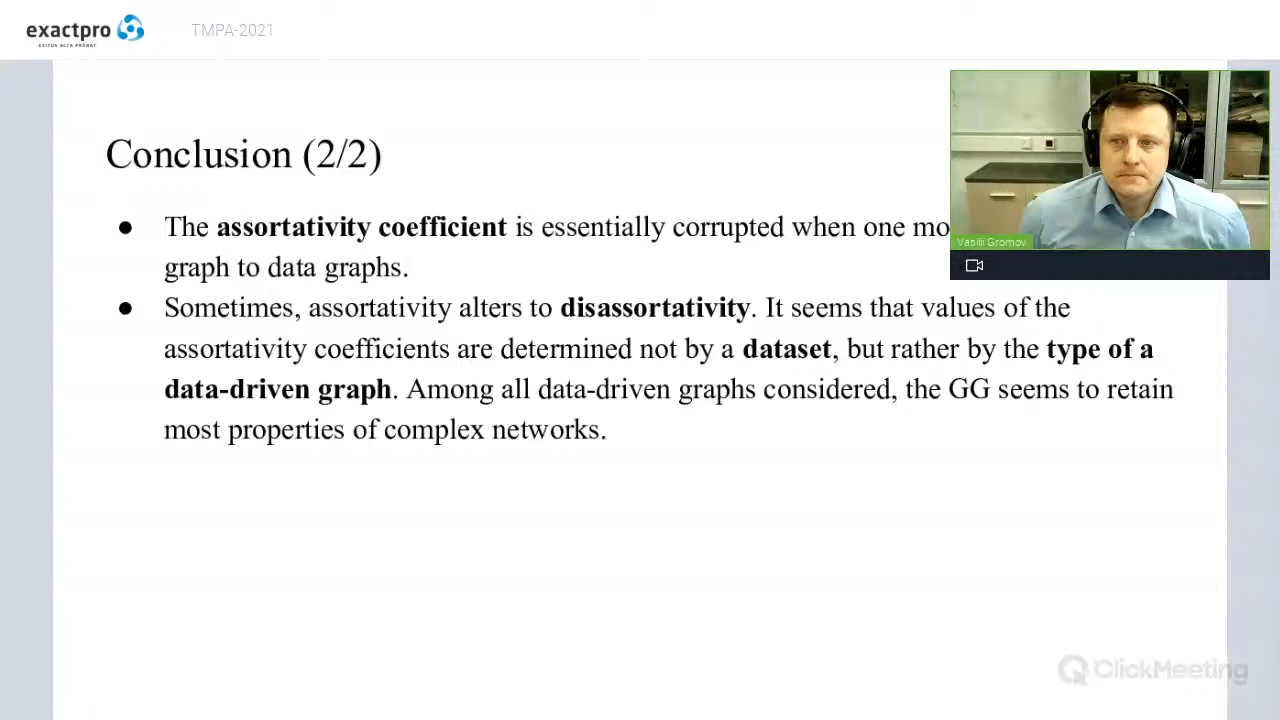 exactpro
EXITUS ACTA PROBAT
TMPA-2021
Conclusion (2/2)
● The assortativity coefficient is essentially corrupted when one mo
graph to data graphs.
● Sometimes, assortativity alters to disassortativity. It seems that values of the
assortativity coefficients are determined not by a dataset, but rather by the type of a
data-driven graph. Among all data-driven graphs considered, the GG seems to retain
most properties of complex networks.
Vasilii Gromov
ClickMeeting